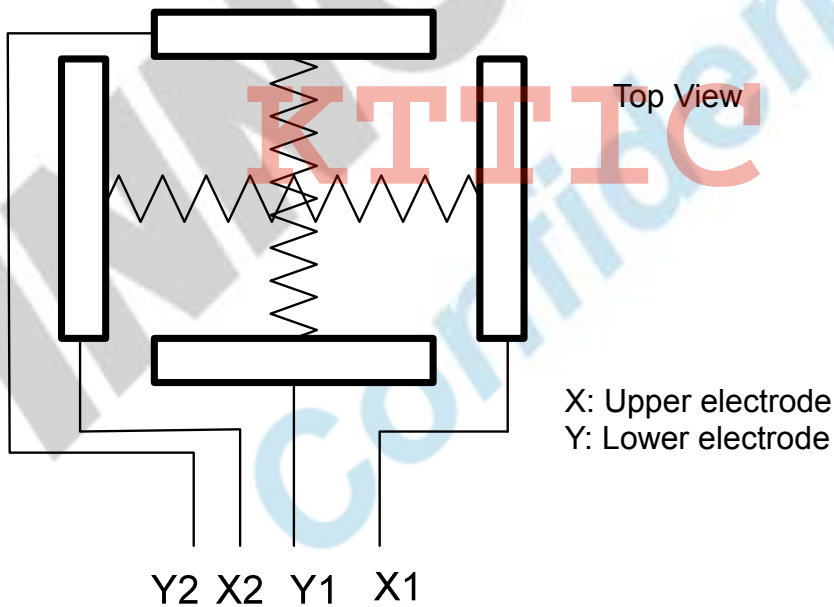 KTTIC
Top View
X: Upper electrode
Y: Lower electrode
Y2 X2 Y1 X1